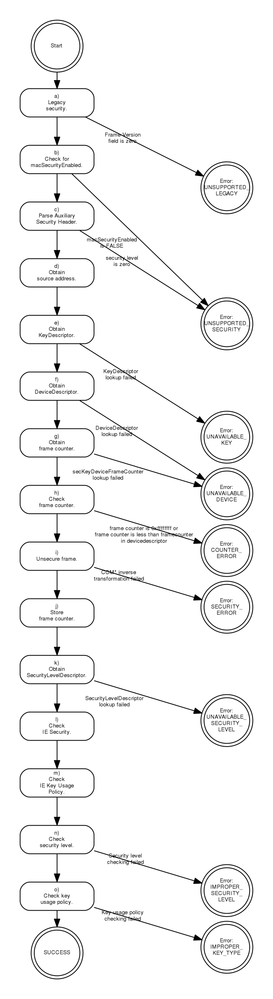 Start
a)
Legacy
security.
Frame Version
field is zero
b)
Check for
macSecurityEnabled.
Error:
UNSUPPORTED_
LEGACY
c)
Parse Auxiliary
Security Header.
macSecurityEnabled
is FALSE
security level
is zero
d)
Obtain
source address.
Error:
UNSUPPORTED_
SECURITY
e)
Obtain
KeyDescriptor.
KeyDescriptor
lookup failed
f)
Obtain
DeviceDescriptor.
DeviceDescriptor
lookup failed
Error:
UNAVAILABLE_
KEY
g)
Obtain
frame counter.
secKeyDeviceFrameCounter
lookup failed
Error:
UNAVAILABLE_
DEVICE
h)
Check
frame counter.
frame counter is 0xffffffff or
frame counter is less than framecounter
in devicedescriptor
Error:
COUNTER_
ERROR
i)
Unsecure frame.
CCM* inverse
transformation failed
Error:
SECURITY_
ERROR
j)
Store
frame counter.
k)
Obtain
SecurityLevelDescriptor.
SecurityLevelDescriptor
lookup failed
Error:
UNAVAILABLE_
SECURITY_
LEVEL
l)
Check
IE Security.
m)
Check
IE Key Usage
Policy.
n)
Check
security level.
Security level
checking failed
Error:
IMPROPER_
SECURITY_
LEVEL
o)
Check key
usage policy.
Key usage policy
checking failed
Error:
IMPROPER_
KEY_TYPE
SUCCESS